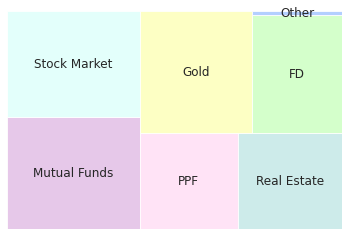 Other
Stock Market
Gold
FD
Mutual Funds
PPF
Real Estate